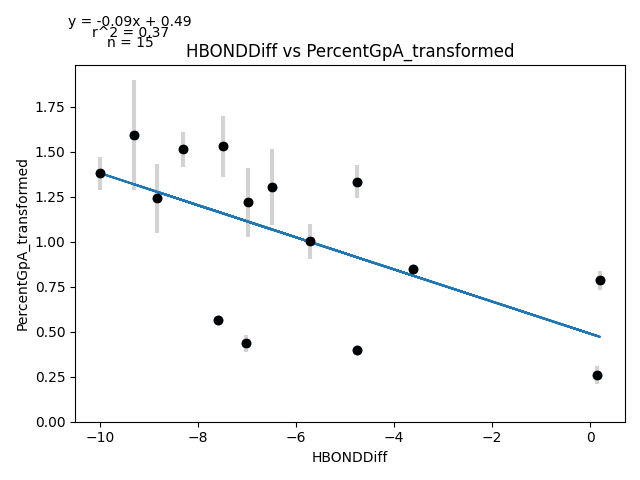 y = -0.09x + 0.49
r^2 = 0.37
n = 15
HBONDDiff vs PercentGpA_transformed
PercentGpA_transformed
1.75
1.50
1.25
1.00
0.75
0.50
0.25
0.00
−10
−8
−6
−4
−2
0
HBONDDiff